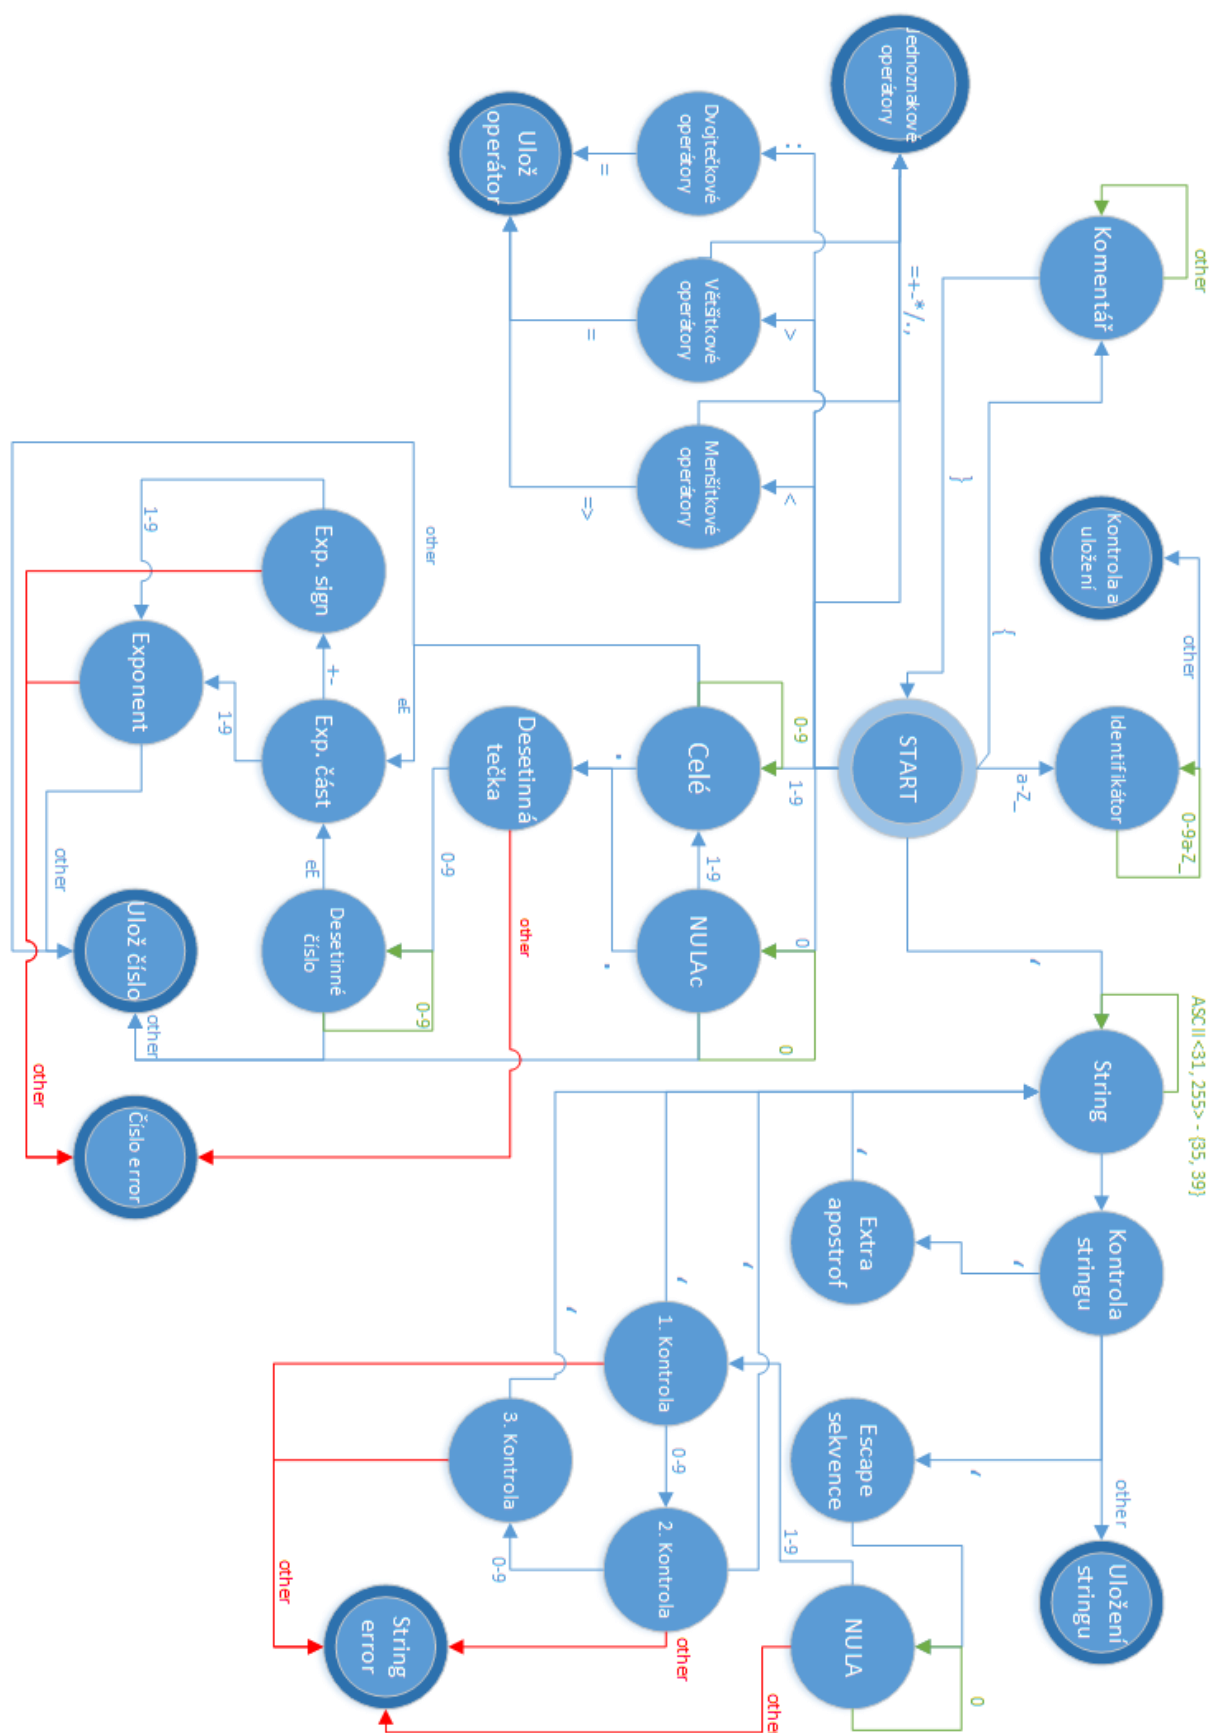 other
ASCII <31, 255> - {35, 39}
other
0-9a-Z_
Komentář
Kontrola a
uložení
Identifikátor
String
Kontrola
stringu
other
Uložení
stringu
a-Z_
‘
‘
{
}
‘
0
Jednoznakové
operátory
=+-*/.,
START
‘
Extra
apostrof
Escape
sekvence
NULA
:
>
<
0-9
1-9
0
0
1-9
other
‘
1-9
Dvojtečkové
operátory
Většítkové
operátory
Menšítkové
operátory
Celé
NULAc
‘
1. Kontrola
0-9
2. Kontrola
other
.
.
=
=
=>
‘
Ulož
operátor
Desetinná
tečka
other
3. Kontrola
0-9
other
eE
0-9
0-9
String
error
Exp. sign
+-
Exp. část
eE
Desetinné
číslo
other
1-9
1-9
Exponent
other
Ulož číslo
other
Číslo error
other